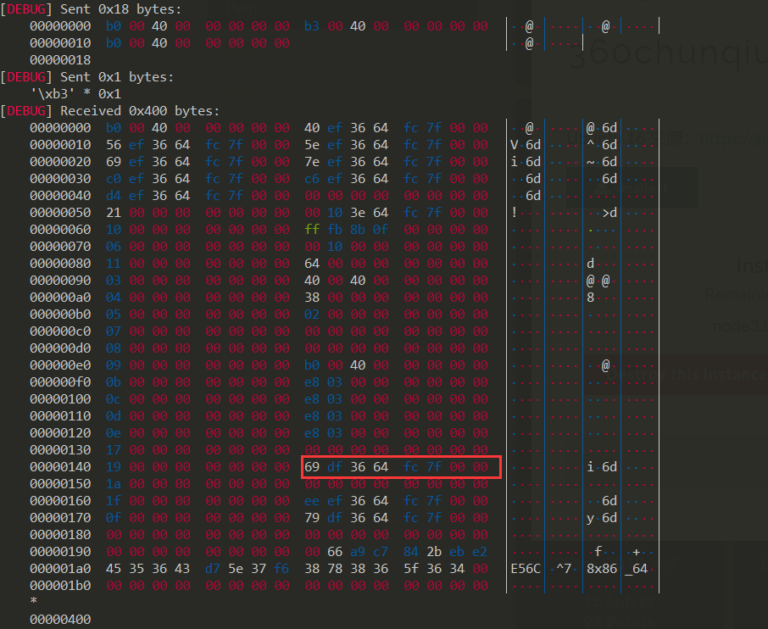 [DEBUG] Sent 0x18 bytes:
00000000 b0 00 40 00 00 00 00 00 b3 00 40 00 00 00 00 00 │··@·│····│··@·│····│
00000010 b0 00 40 00 00 00 00 00 │··@·│····│
00000018
[DEBUG] Sent 0x1 bytes:
'\xb3' * 0x1
[DEBUG] Received 0x400 bytes:
00000000 b0 00 40 00 00 00 00 00 40 ef 36 64 fc 7f 00 00 │··@·│····│@·6d│····│
00000010 56 ef 36 64 fc 7f 00 00 5e ef 36 64 fc 7f 00 00 │V·6d│····│^·6d│····│
00000020 69 ef 36 64 fc 7f 00 00 7e ef 36 64 fc 7f 00 00 │i·6d│····│~·6d│····│
00000030 c0 ef 36 64 fc 7f 00 00 c6 ef 36 64 fc 7f 00 00 │··6d│····│··6d│····│
00000040 d4 ef 36 64 fc 7f 00 00 00 00 00 00 00 00 00 00 │··6d│····│····│····│
00000050 21 00 00 00 00 00 00 00 00 10 3e 64 fc 7f 00 00 │!···│····│··>d│····│
00000060 10 00 00 00 00 00 00 00 ff fb 8b 0f 00 00 00 00 │····│····│····│····│
00000070 06 00 00 00 00 00 00 00 00 10 00 00 00 00 00 00 │····│····│····│····│
00000080 11 00 00 00 00 00 00 00 64 00 00 00 00 00 00 00 │····│····│d···│····│
00000090 03 00 00 00 00 00 00 00 40 00 40 00 00 00 00 00 │····│····│@·@·│····│
000000a0 04 00 00 00 00 00 00 00 38 00 00 00 00 00 00 00 │····│····│8···│····│
000000b0 05 00 00 00 00 00 00 00 02 00 00 00 00 00 00 00 │····│····│····│····│
000000c0 07 00 00 00 00 00 00 00 00 00 00 00 00 00 00 00 │····│····│····│····│
000000d0 08 00 00 00 00 00 00 00 00 00 00 00 00 00 00 00 │····│····│····│····│
000000e0 09 00 00 00 00 00 00 00 b0 00 40 00 00 00 00 00 │····│····│··@·│····│
000000f0 0b 00 00 00 00 00 00 00 e8 03 00 00 00 00 00 00 │····│····│····│····│
00000100 0c 00 00 00 00 00 00 00 e8 03 00 00 00 00 00 00 │····│····│····│····│
00000110 0d 00 00 00 00 00 00 00 e8 03 00 00 00 00 00 00 │····│····│····│····│
00000120 0e 00 00 00 00 00 00 00 e8 03 00 00 00 00 00 00 │····│····│····│····│
00000130 17 00 00 00 00 00 00 00 00 00 00 00 00 00 00 00 │····│····│····│····│
00000140 19 00 00 00 00 00 00 00 69 df 36 64 fc 7f 00 00 │····│····│i·6d│····│
00000150 1a 00 00 00 00 00 00 00 00 00 00 00 00 00 00 00 │····│····│····│····│
00000160 1f 00 00 00 00 00 00 00 ee ef 36 64 fc 7f 00 00 │····│····│··6d│····│
00000170 0f 00 00 00 00 00 00 00 79 df 36 64 fc 7f 00 00 │····│····│y·6d│····│
00000180 00 00 00 00 00 00 00 00 00 00 00 00 00 00 00 00 │····│····│····│····│
00000190 00 00 00 00 00 00 00 00 00 66 a9 c7 84 2b eb e2 │····│····│·f··│·+··│
000001a0 45 35 36 43 d7 5e 37 f6 38 78 38 36 5f 36 34 00 │E56C│·^7·│8x86│_64·│
000001b0 00 00 00 00 00 00 00 00 00 00 00 00 00 00 00 00 │····│····│····│····│
*
00000400
360chunqiu